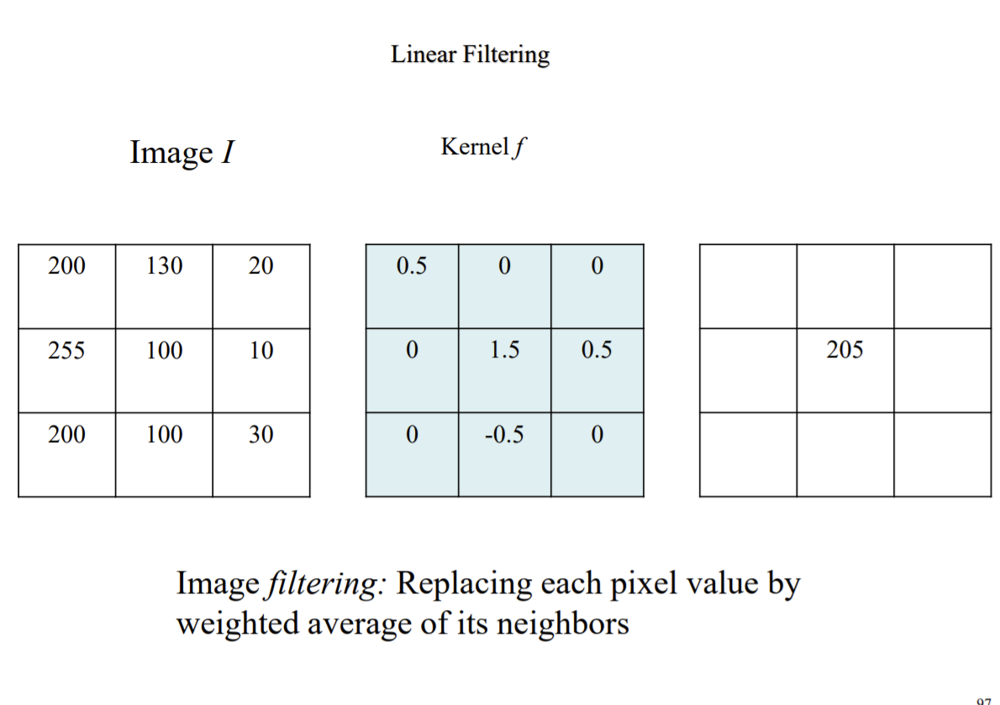 Linear Filtering
Image I
Kernel f
200 130 20
255 100 10
200 100 30
0.5 0 0
0 1.5 0.5
0 -0.5 0
205
Image filtering: Replacing each pixel value by
weighted average of its neighbors
97